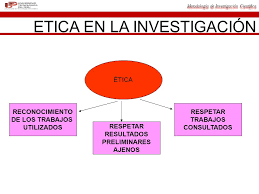 Metodología de Investigación Científica
ETICA EN LA INVESTIGACIÓN
ETICA
RECONOCIMIENTO
DE LOS TRABAJOS
UTILIZADOS
RESPETAR
RESULTADOS
PRELIMINARES
AJENOS
RESPETAR
TRABAJOS
CONSULTADOS